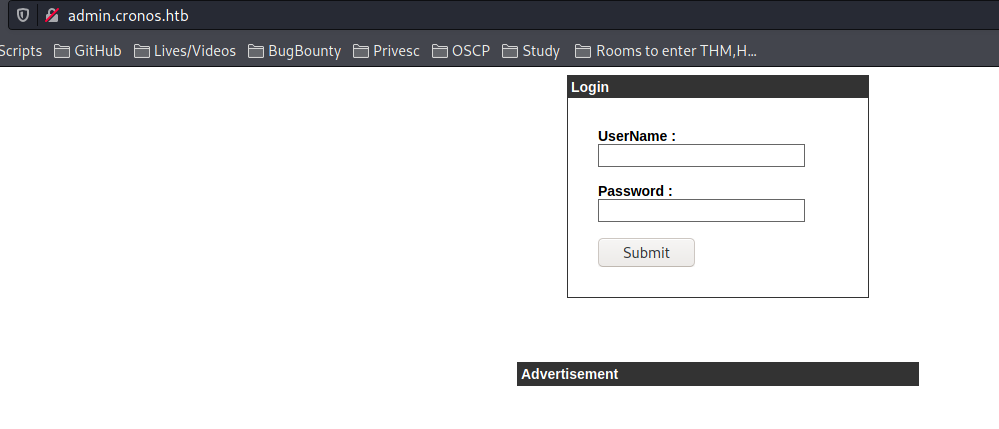 admin.cronos.htb
Scripts GitHub Lives/Videos BugBounty Privesc OSCP Study Rooms to enter THM,H...
Login
UserName :
Password :
Submit
Advertisement